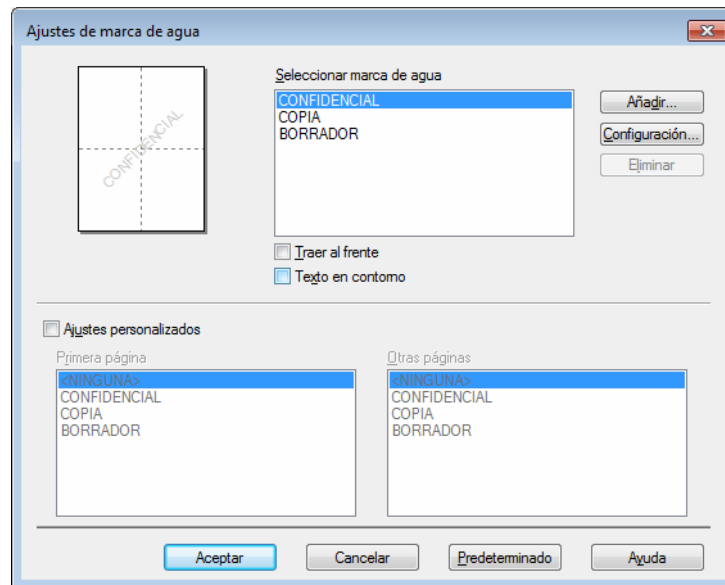 Ajustes de marca de agua
CONFIDENCIAL
Seleccionar marca de agua
CONFIDENCIAL
COPIA
BORRADOR
Añadir...
Configuración...
Eliminar
Traer al frente
Texto en contorno
Ajustes personalizados
Primera página
<NINGUNA>
CONFIDENCIAL
COPIA
BORRADOR
Otras páginas
<NINGUNA>
CONFIDENCIAL
COPIA
BORRADOR
Aceptar
Cancelar
Predeterminado
Ayuda